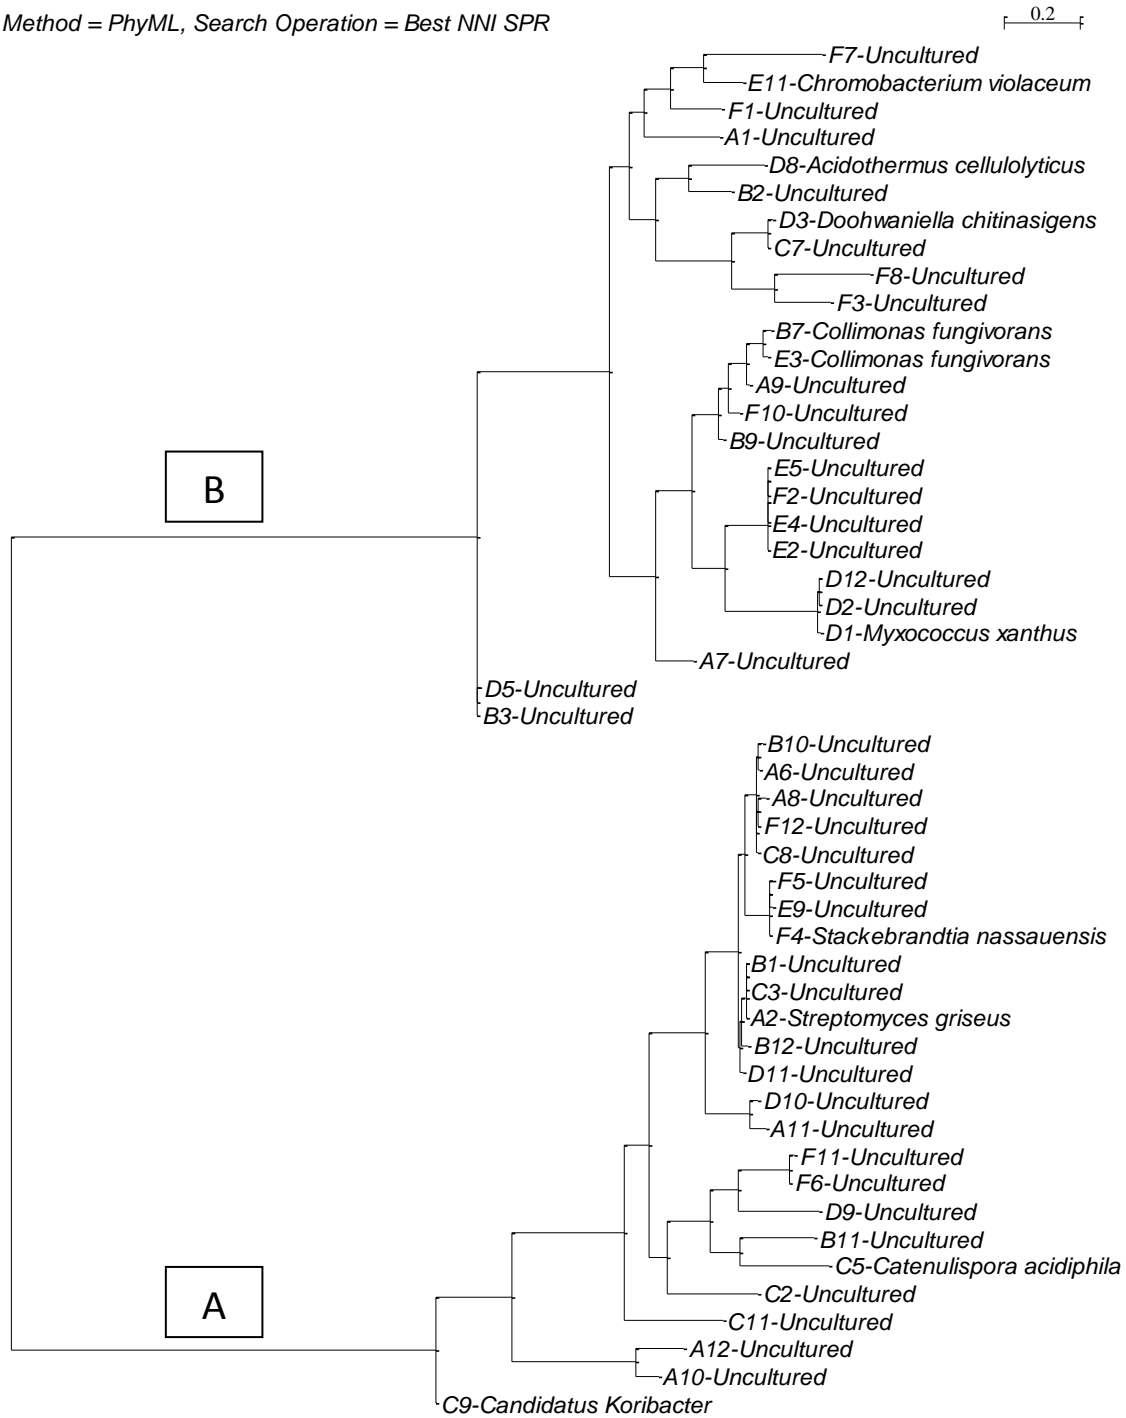 Method = PhyML, Search Operation = Best NNI SPR
0.2
F7-Uncultured
E11-Chromobacterium violaceum
F1-Uncultured
A1-Uncultured
D8-Acidothermus cellulolyticus
B2-Uncultured
D3-Doohwaniella chitinasigens
C7-Uncultured
F8-Uncultured
F3-Uncultured
B7-Collimonas fungivorans
E3-Collimonas fungivorans
A9-Uncultured
F10-Uncultured
B9-Uncultured
E5-Uncultured
B
F2-Uncultured
E4-Uncultured
E2-Uncultured
D12-Uncultured
D2-Uncultured
D1-Myxococcus xanthus
A7-Uncultured
D5-Uncultured
B3-Uncultured
B10-Uncultured
A6-Uncultured
A8-Uncultured
F12-Uncultured
C8-Uncultured
F5-Uncultured
E9-Uncultured
F4-Stackebrandtia nassauensis
B1-Uncultured
C3-Uncultured
A2-Streptomyces griseus
B12-Uncultured
D11-Uncultured
D10-Uncultured
A11-Uncultured
F11-Uncultured
F6-Uncultured
D9-Uncultured
B11-Uncultured
C5-Catenulispora acidiphila
C2-Uncultured
A
C11-Uncultured
A12-Uncultured
A10-Uncultured
C9-Candidatus Koribacter